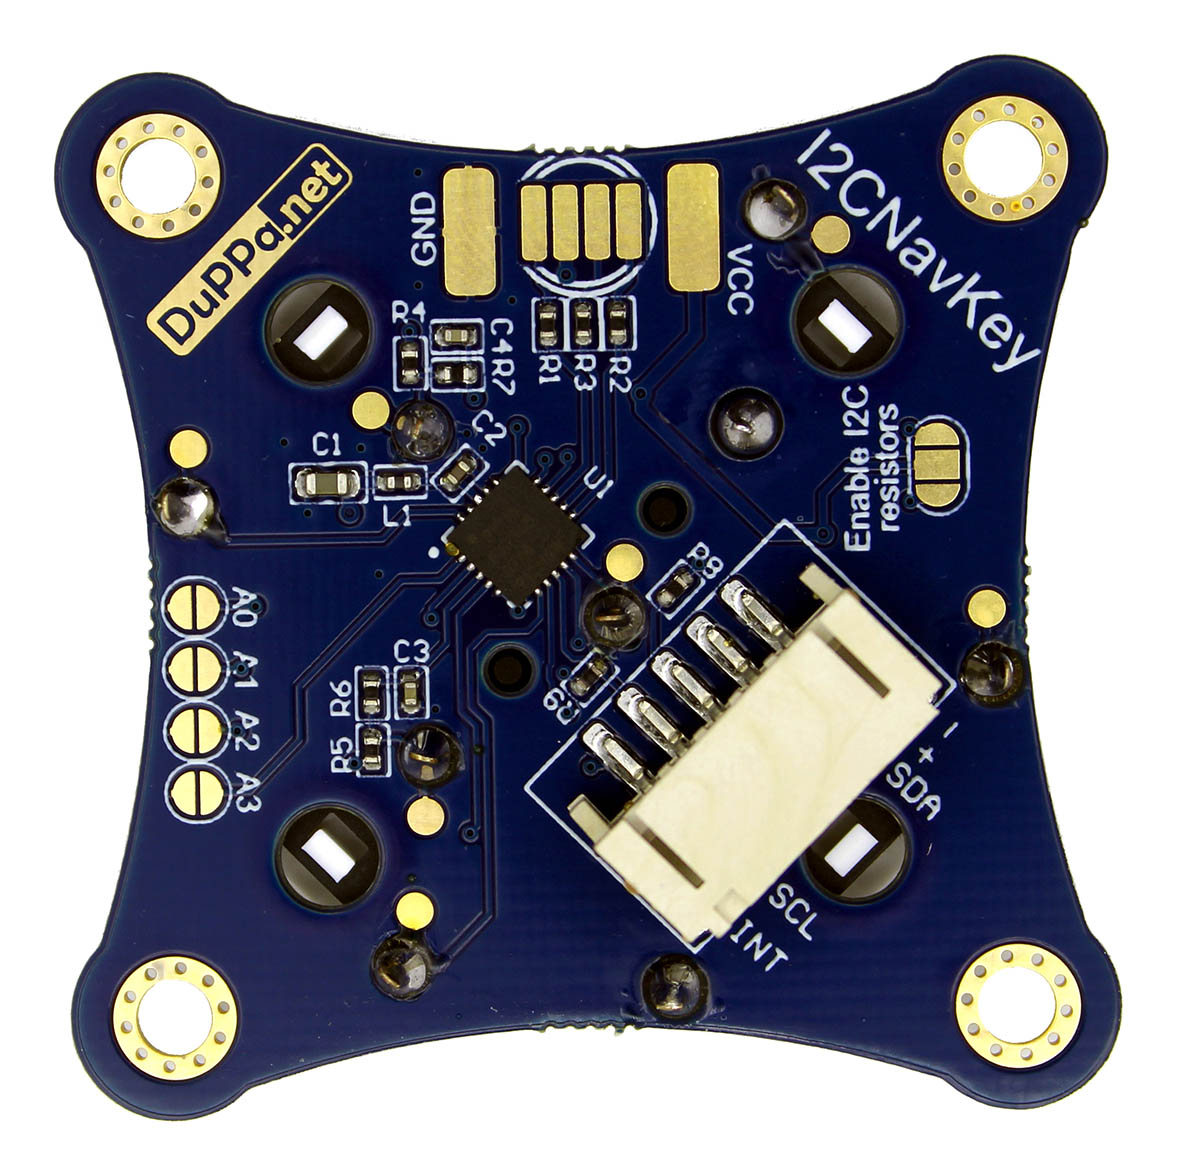 DuPPa.net
I2CNavKey
GND
VCC
R4
C4
R7
R1
R3
R2
C2
U1
C1
L1
Enable I2C
resistors
R8
R9
A0
A1
A2
A3
C3
R6
R5
-
+
SDA
SCL
INT